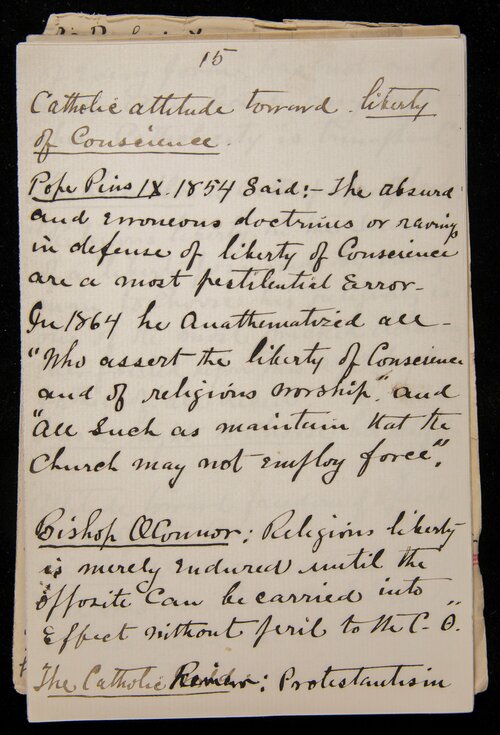 15
Catholic attitude toward liberty
of Conscience.
Pope Pius IX. 1854 Said:- The absurd
and Erroneous doctrines or ravings
in defense of liberty of Conscience
are a most pestilential Error-
In 1864 he Anathematized all -
"Who assert the liberty of Conscience
and of religious worship" and
"All Such as maintain that the
Church may not Employ force".
Bishop O'Connor; Religious liberty
is merely Endured until the
opposite Can be carried into
Effect without peril to the C-O."
The Catholic Review: Protestantism